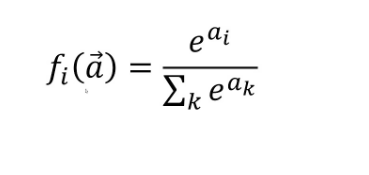 f_i(\vec{a}) = \frac{e^{a_i}}{\sum_k e^{a_k}}